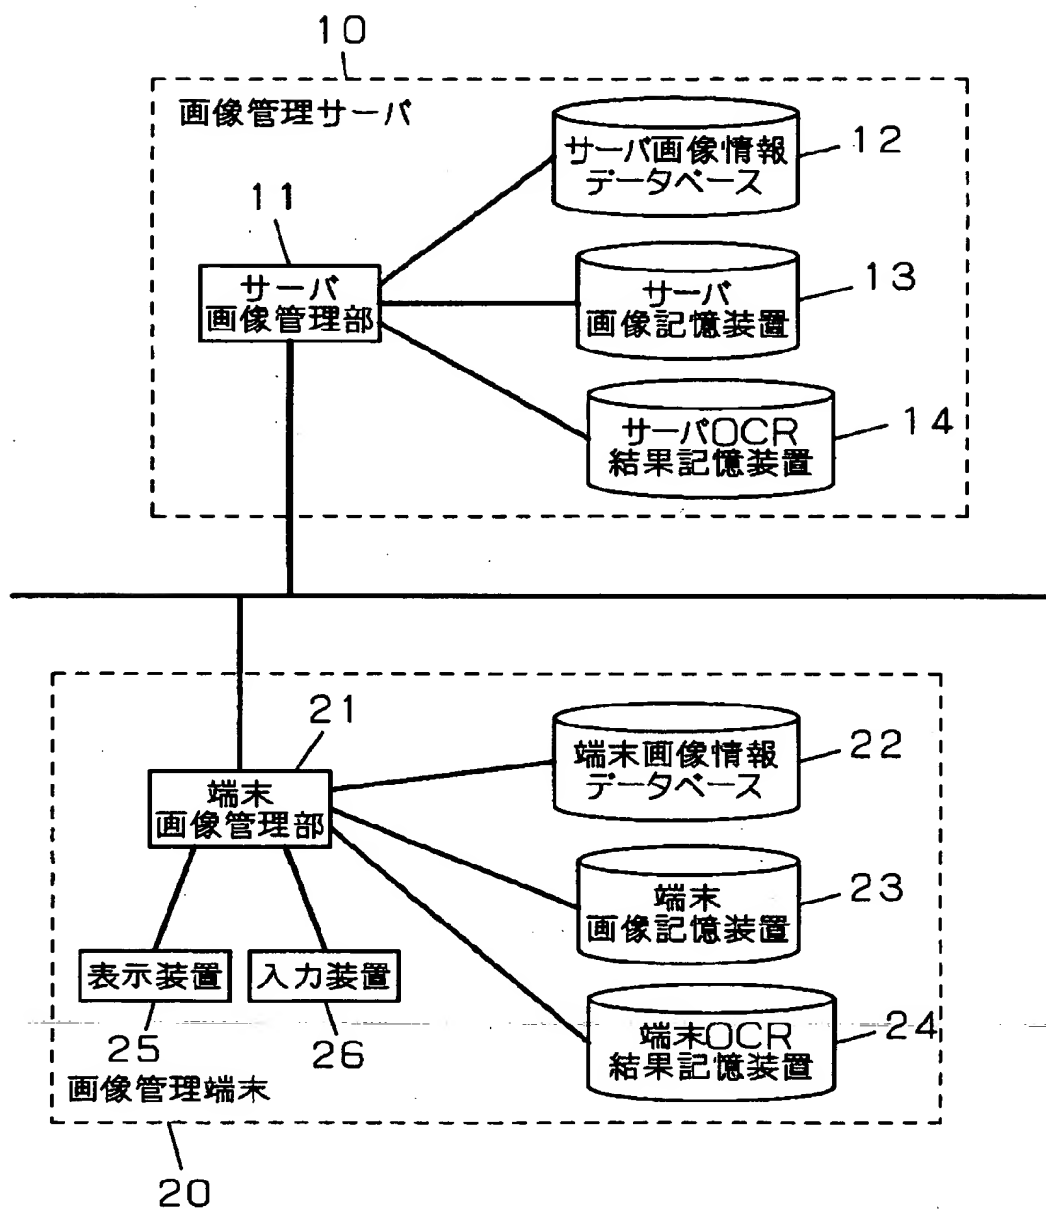 10
画像管理サーバ
サーバ画像情報
データベース
12
11
サーバ
画像管理部
サーバ
画像記憶装置
13
サーバOCR
結果記憶装置
14
21
端末
画像管理部
端末画像情報
データベース
22
端末
画像記憶装置
23
表示装置
入力装置
25
26
端末OCR
結果記憶装置
24
画像管理端末
20